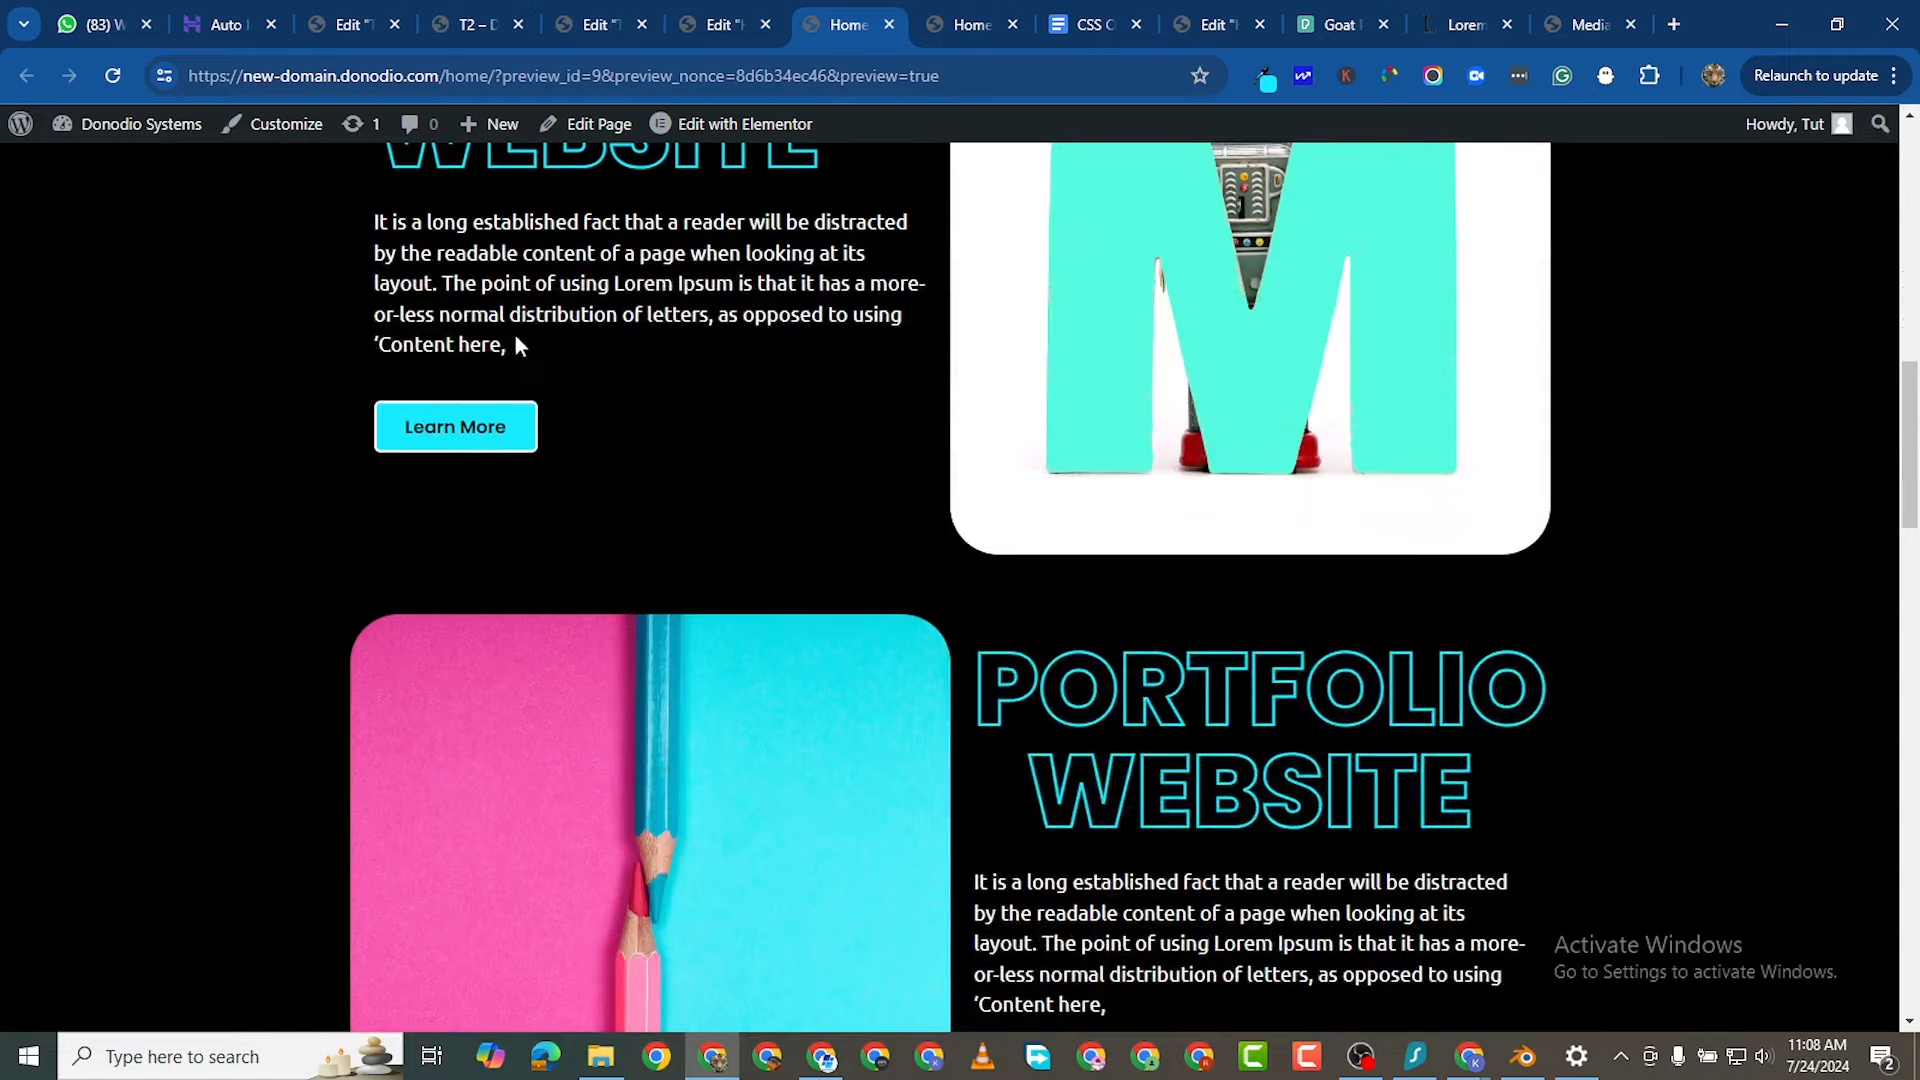 (83) W
Auto
Edit "T
T2 – D
Edit "T
Edit "H
Home
Home
CSS C
Edit "H
Goat
Lorem
Media
https://new-domain.donodio.com/home/?preview_id=9&preview_nonce=8d6b34ec46&preview=true
Relaunch to update
Donodio Systems
Customize
1
0
New
Edit Page
Edit with Elementor
Howdy, Tut
WEBSITE
It is a long established fact that a reader will be distracted
by the readable content of a page when looking at its
layout. The point of using Lorem Ipsum is that it has a more-
or-less normal distribution of letters, as opposed to using
‘Content here,
Learn More
M
PORTFOLIO
WEBSITE
It is a long established fact that a reader will be distracted
by the readable content of a page when looking at its
layout. The point of using Lorem Ipsum is that it has a more-
or-less normal distribution of letters, as opposed to using
‘Content here,
Activate Windows
Go to Settings to activate Windows.
Type here to search
11:08 AM
7/24/2024
2